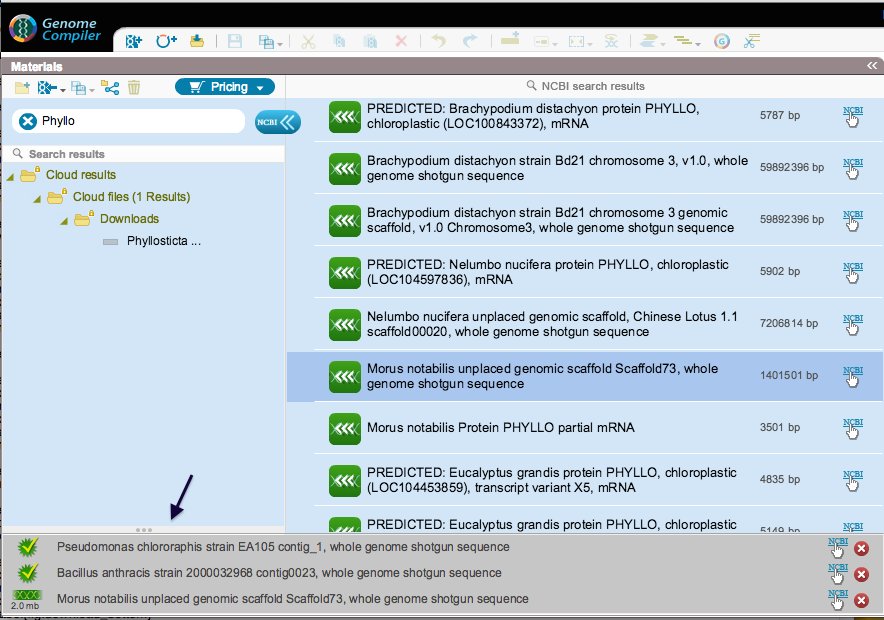 Genome
Compiler
Materials
Pricing
NCBI search results
Phyllo
NCBI
Search results
Cloud results
Cloud files (1 Results)
Downloads
Phyllosticta ...
PREDICTED: Brachypodium distachyon protein PHYLLO,
chloroplastic (LOC100843372), mRNA
5787 bp
NCBI
Brachypodium distachyon strain Bd21 chromosome 3, v1.0, whole
genome shotgun sequence
59892396 bp
NCBI
Brachypodium distachyon strain Bd21 chromosome 3 genomic
scaffold, v1.0 Chromosome3, whole genome shotgun sequence
59892396 bp
NCBI
PREDICTED: Nelumbo nucifera protein PHYLLO, chloroplastic
(LOC104597836), mRNA
5902 bp
NCBI
Nelumbo nucifera unplaced genomic scaffold, Chinese Lotus 1.1
scaffold00020, whole genome shotgun sequence
7206814 bp
NCBI
Morus notabilis unplaced genomic scaffold Scaffold73, whole
genome shotgun sequence
1401501 bp
NCBI
Morus notabilis Protein PHYLLO partial mRNA
3501 bp
NCBI
PREDICTED: Eucalyptus grandis protein PHYLLO, chloroplastic
(LOC104453859), transcript variant X5, mRNA
4835 bp
NCBI
PREDICTED: Eucalyptus grandis protein PHYLLO, chloroplastic
5149 bp
NCBI
Pseudomonas chlororaphis strain EA105 contig_1, whole genome shotgun sequence
NCBI
Bacillus anthracis strain 2000032968 contig0023, whole genome shotgun sequence
NCBI
2.0 mb
Morus notabilis unplaced genomic scaffold Scaffold73, whole genome shotgun sequence
NCBI